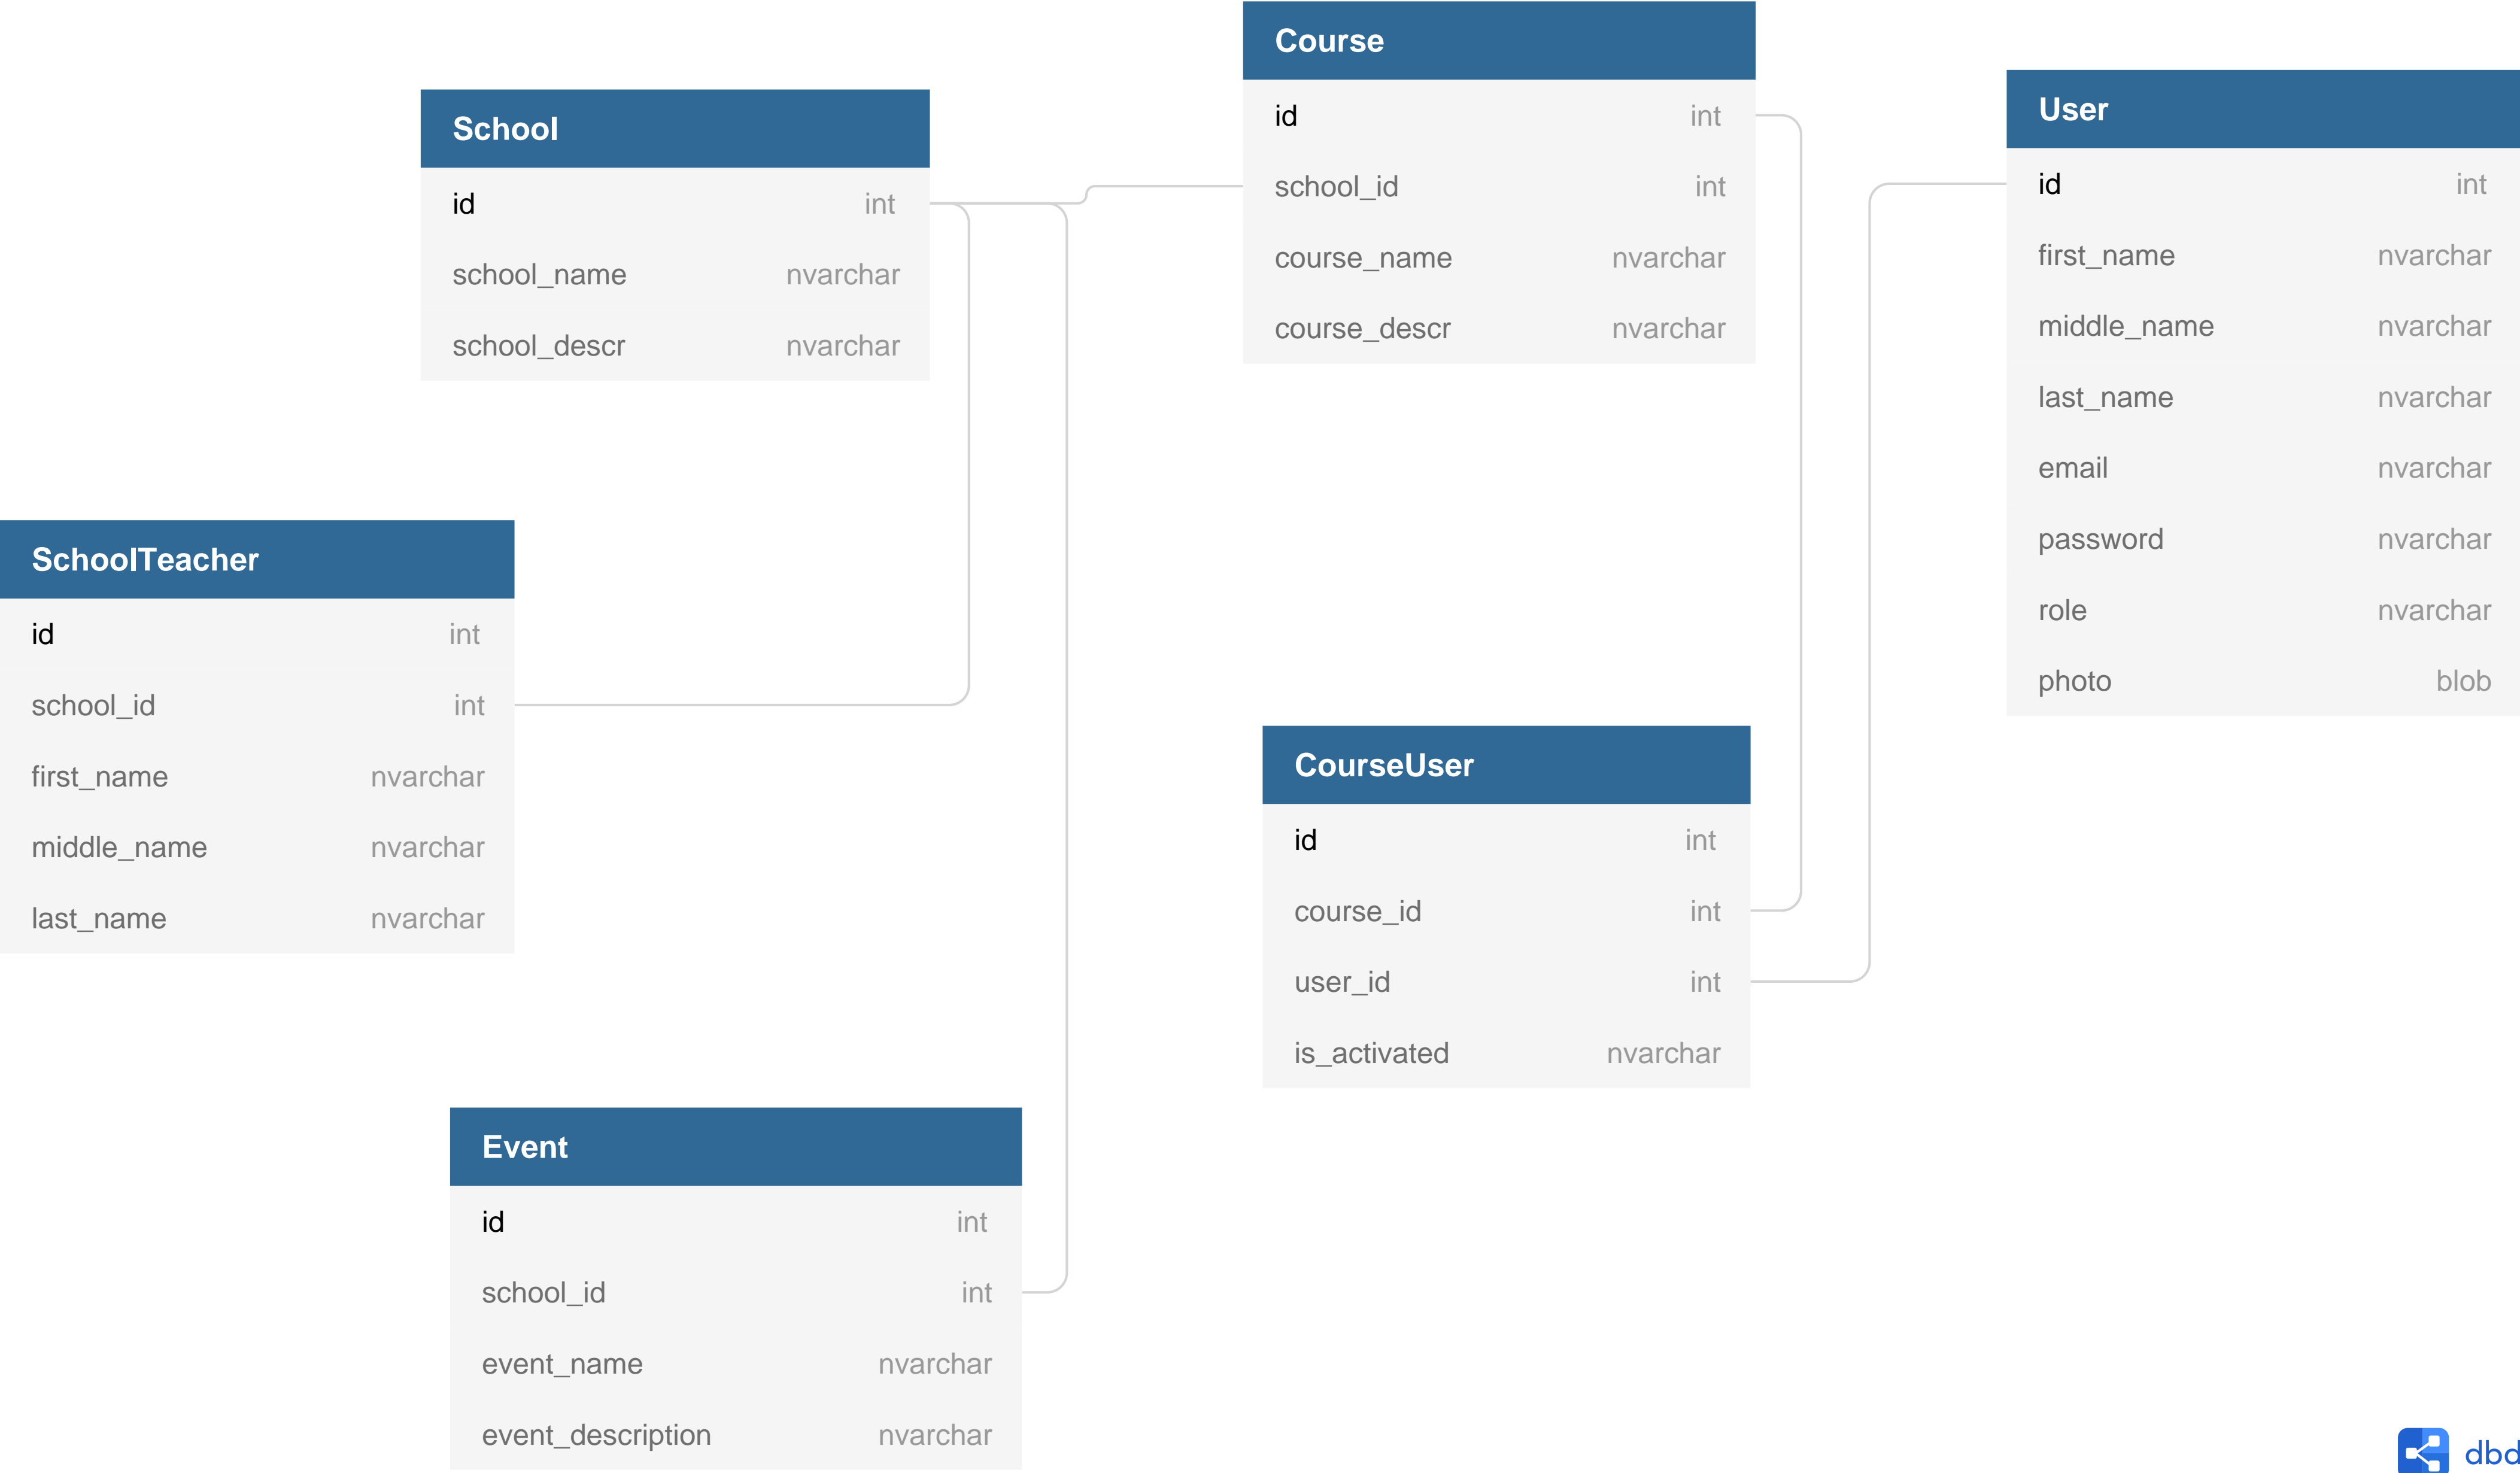 School
id int
school_name nvarchar
school_descr nvarchar
Course
id int
school_id int
course_name nvarchar
course_descr nvarchar
User
id int
first_name nvarchar
middle_name nvarchar
last_name nvarchar
email nvarchar
password nvarchar
role nvarchar
photo blob
SchoolTeacher
id int
school_id int
first_name nvarchar
middle_name nvarchar
last_name nvarchar
CourseUser
id int
course_id int
user_id int
is_activated nvarchar
Event
id int
school_id int
event_name nvarchar
event_description nvarchar
dbd